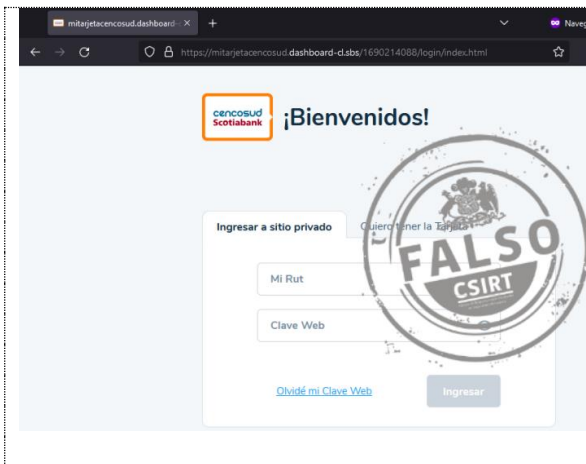 mitarjetacencosud.dashboard-
Naveg
https://mitarjetacencosud.dashboard-cl.sbs/1690214088/login/index.html
cencosud
Scotiabank
¡Bienvenidos!
Ingresar a sitio privado
Quiero tener la Tarjeta
FALSO
CSIRT
Mi Rut
Clave Web
Olvidé mi Clave Web
Ingresar